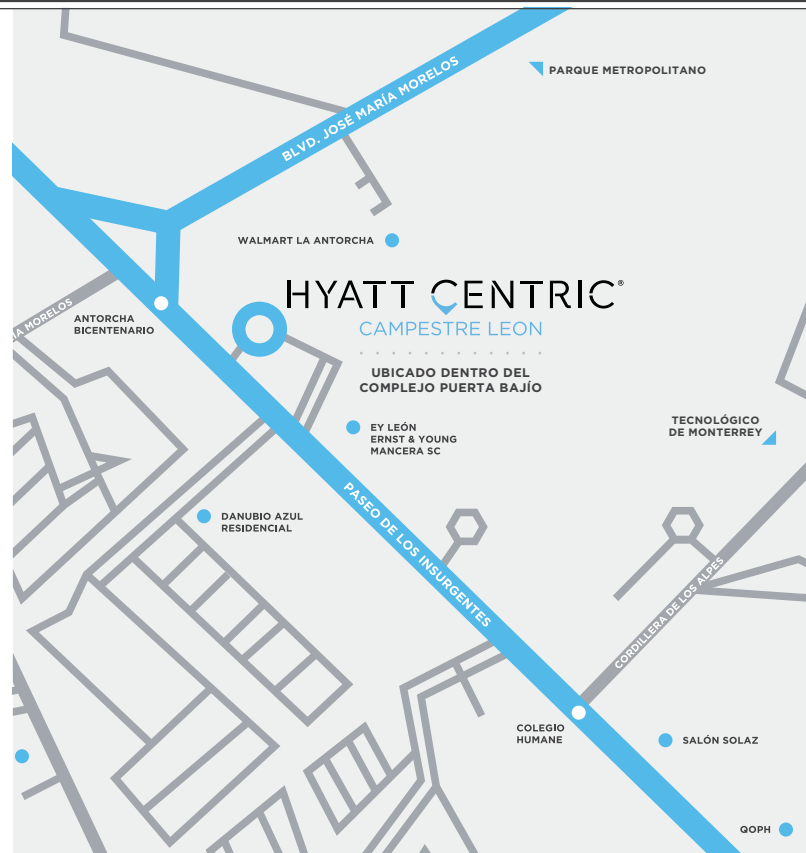 PARQUE METROPOLITANO
BLVD. JOSÉ MARÍA MORELOS
WALMART LA ANTORCHA
HYATT CENTRIC®
CAMPESTRE LEON
UBICADO DENTRO DEL
COMPLEJO PUERTA BAJÍO
ÍA MORELOS
ANTORCHA
BICENTENARIO
EY LEÓN
ERNST & YOUNG
MANCERA SC
TECNOLÓGICO
DE MONTERREY
DANUBIO AZUL
RESIDENCIAL
PASEO DE LOS INSURGENTES
CORDILLERA DE LOS ALPES
COLEGIO
HUMANE
SALÓN SOLAZ
QOPH